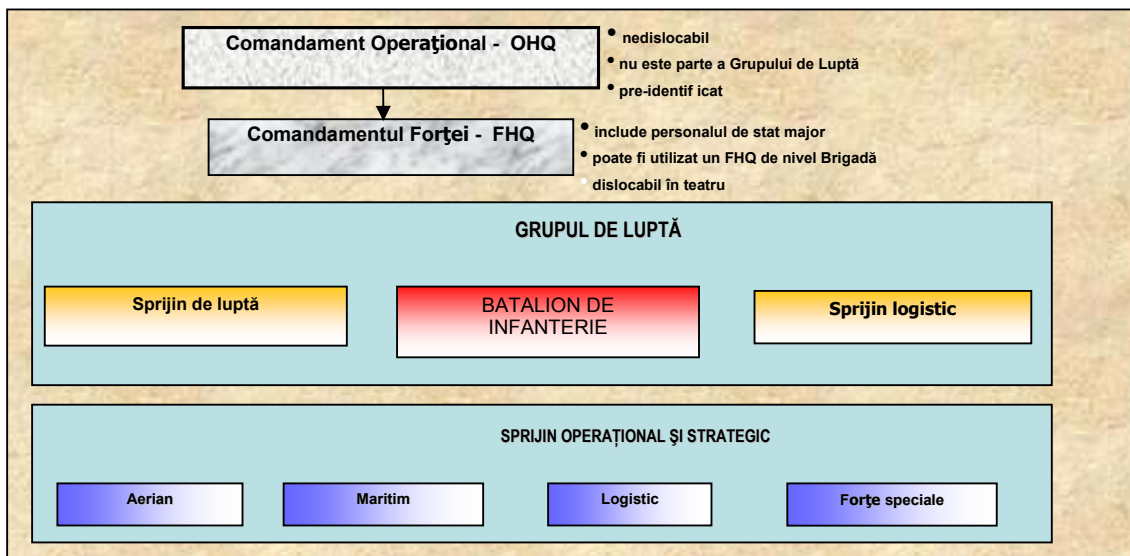 Comandament Operaţional - OHQ
• nedislocabil
• nu este parte a Grupului de Luptă
• pre-identif icat
Comandamentul Forţei - FHQ
• include personalul de stat major
• poate fi utilizat un FHQ de nivel Brigadă
• dislocabil în teatru
GRUPUL DE LUPTĂ
Sprijin de luptă
BATALION DE
INFANTERIE
Sprijin logistic
SPRIJIN OPERAŢIONAL ŞI STRATEGIC
Aerian
Maritim
Logistic
Forţe speciale